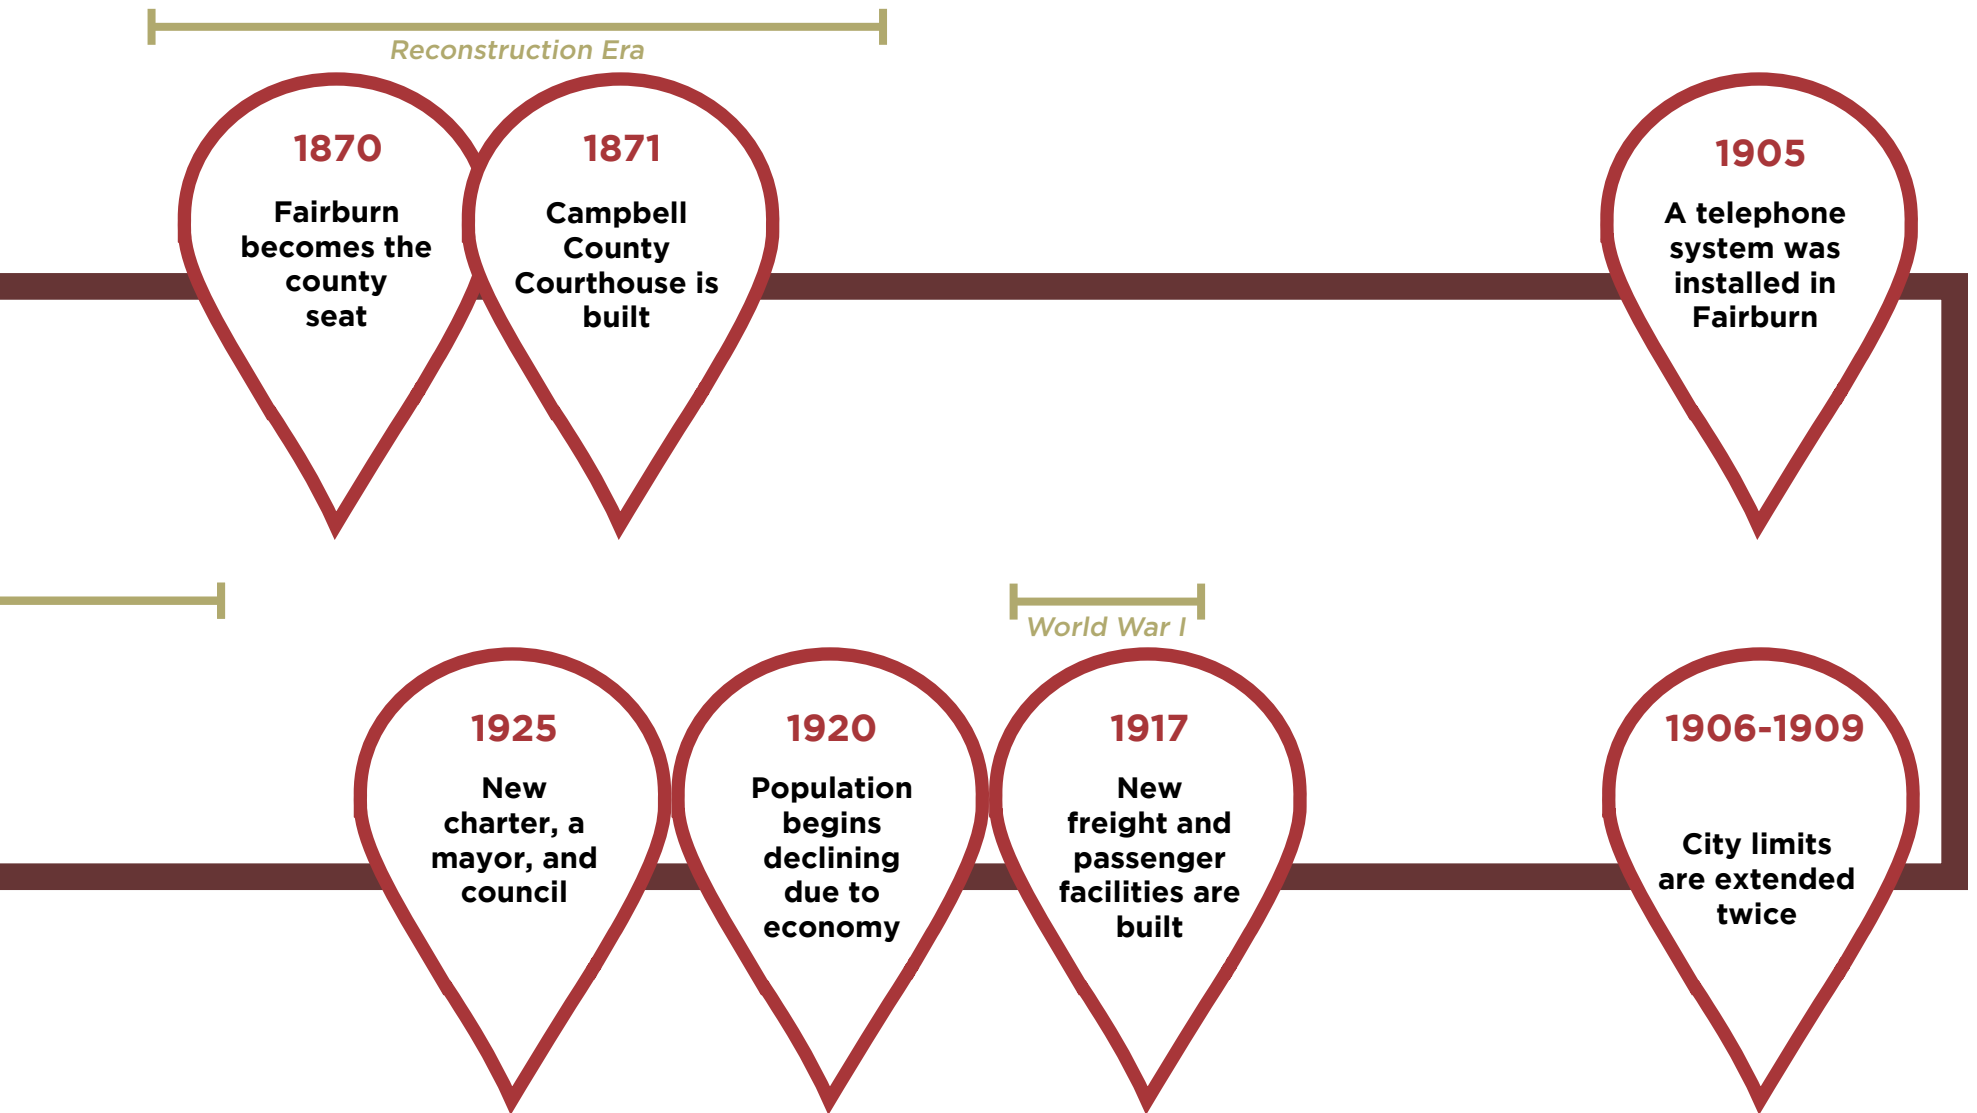 Reconstruction Era
1870
Fairburn
becomes the
county
seat
1871
Campbell
County
Courthouse is
built
1905
A telephone
system was
installed in
Fairburn
World War I
1925
New
charter, a
mayor, and
council
1920
Population
begins
declining
due to
economy
1917
New
freight and
passenger
facilities are
built
1906-1909
City limits
are extended
twice